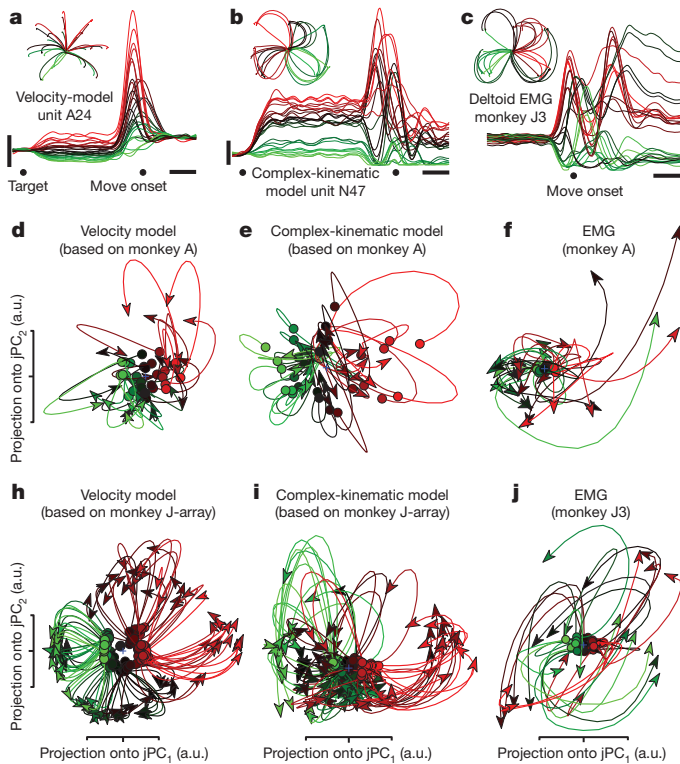 a
b
c
Velocity-model
unit A24
Deltoid EMG
monkey J3
Target
Move onset
Complex-kinematic
model unit N47
Move onset
d
Velocity model
(based on monkey A)
e
Complex-kinematic model
(based on monkey A)
f
EMG
(monkey A)
Projection onto jPC2 (a.u.)
h
Velocity model
(based on monkey J-array)
i
Complex-kinematic model
(based on monkey J-array)
j
EMG
(monkey J3)
Projection onto jPC2 (a.u.)
Projection onto jPC1 (a.u.)
Projection onto jPC1 (a.u.)
Projection onto jPC1 (a.u.)